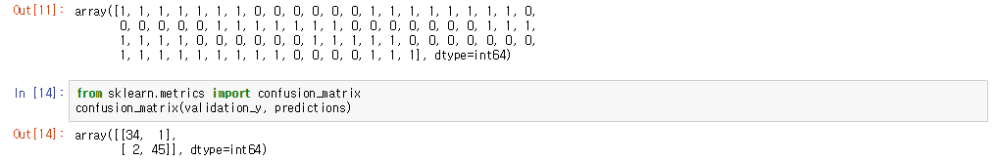 Out[11]: array([1, 1, 1, 1, 1, 1, 1, 0, 0, 0, 0, 0, 0, 1, 1, 1, 1, 1, 1, 1, 1, 0,
0, 0, 0, 0, 0, 1, 1, 1, 1, 1, 1, 1, 0, 0, 0, 0, 0, 0, 0, 1, 1, 1,
1, 1, 1, 1, 0, 0, 0, 0, 0, 0, 1, 1, 1, 1, 1, 0, 0, 0, 0, 0, 0, 0,
1, 1, 1, 1, 1, 1, 1, 1, 1, 0, 0, 0, 0, 1, 1, 1], dtype=int64)
In [14]: from sklearn.metrics import confusion_matrix
confusion_matrix(validation_y, predictions)
Out[14]: array([[34, 1],
[ 2, 45]], dtype=int64)